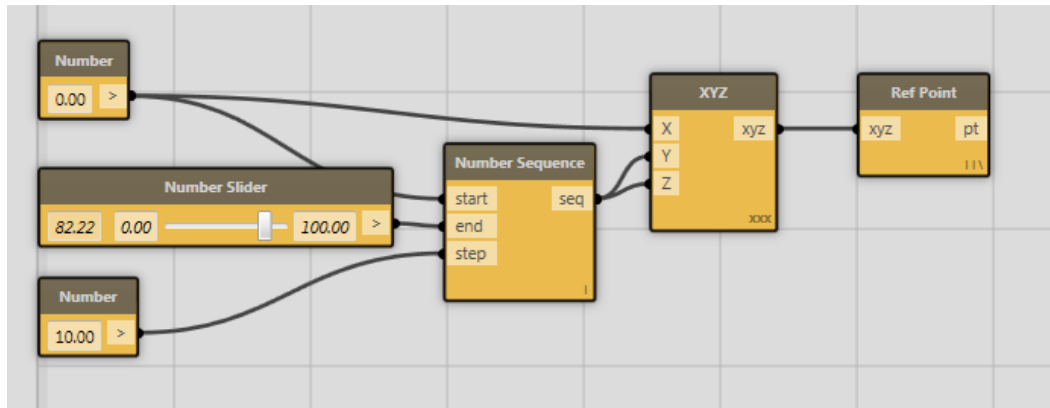 Number
0.00 >
Number Slider
82.22 0.00 100.00 >
Number
10.00 >
Number Sequence
start seq
end
step
|
XYZ
X xyz
Y
Z
xxx
Ref Point
xyz pt
| | \